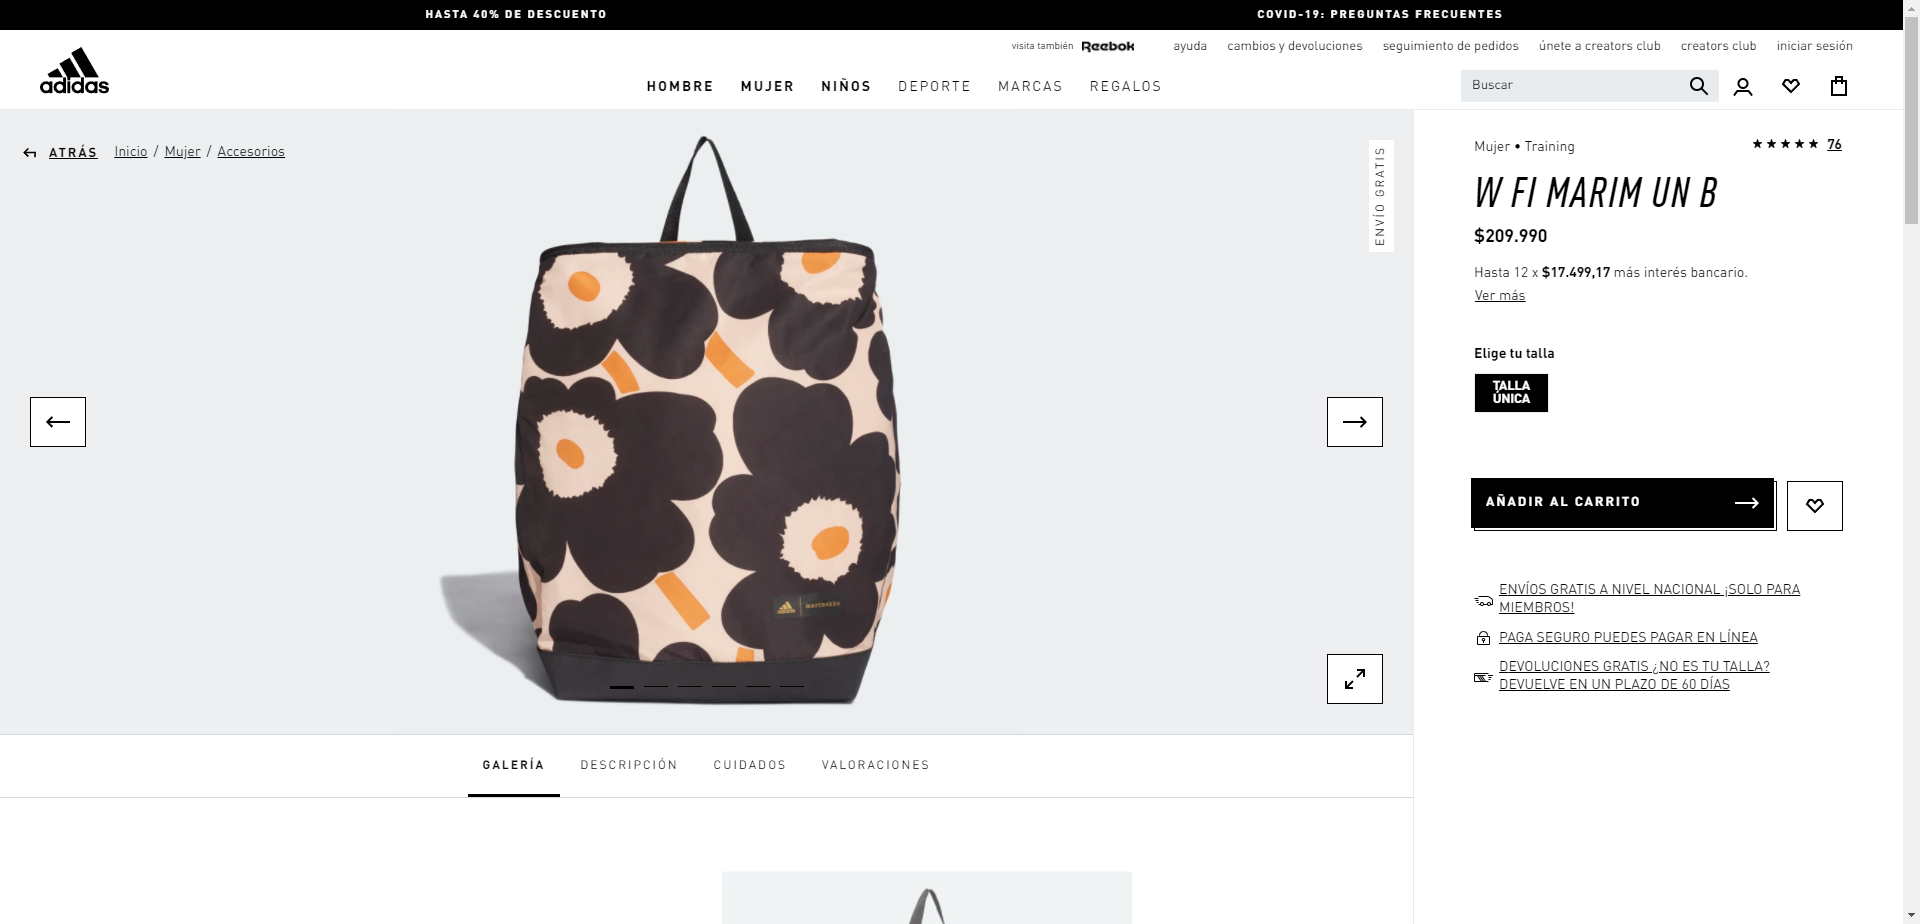 HASTA 40% DE DESCUENTO
COVID-19: PREGUNTAS FRECUENTES
visita también Reebok ayuda cambios y devoluciones seguimiento de pedidos únete a creators club creators club iniciar sesión
adidas
HOMBRE MUJER NIÑOS DEPORTE MARCAS REGALOS
Buscar
ATRÁS Inicio / Mujer / Accesorios
ENVÍO GRATIS
adidas marimekko
Mujer • Training
76
W FI MARIM UN B
$209.990
Hasta 12 x $17.499,17 más interés bancario.
Ver más
Elige tu talla
TALLA
ÚNICA
AÑADIR AL CARRITO
ENVÍOS GRATIS A NIVEL NACIONAL ¡SOLO PARA
MIEMBROS!
PAGA SEGURO PUEDES PAGAR EN LÍNEA
DEVOLUCIONES GRATIS ¿NO ES TU TALLA?
DEVUELVE EN UN PLAZO DE 60 DÍAS
GALERÍA DESCRIPCIÓN CUIDADOS VALORACIONES